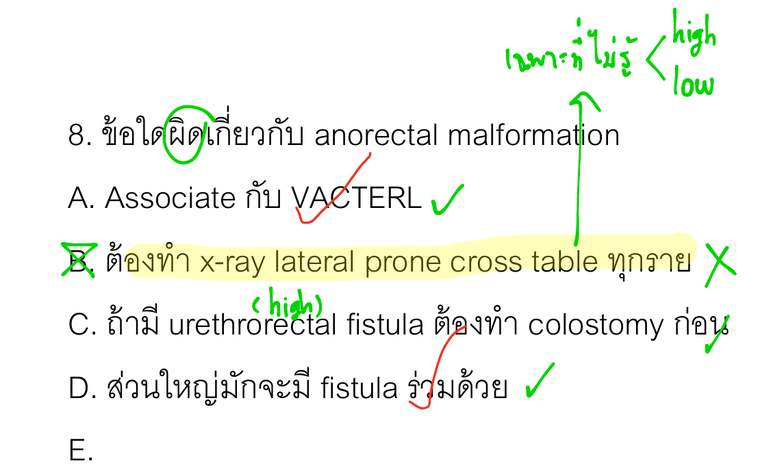 เฉพาะที่ไม่รู้ < high
low
8. ข้อใดผิดเกี่ยวกับ anorectal malformation
A. Associate กับ VACTERL
B. ต้องทำ x-ray lateral prone cross table ทุกราย
(high)
C. ถ้ามี urethrorectal fistula ต้องทำ colostomy ก่อน
D. ส่วนใหญ่มักจะมี fistula ร่วมด้วย
E.